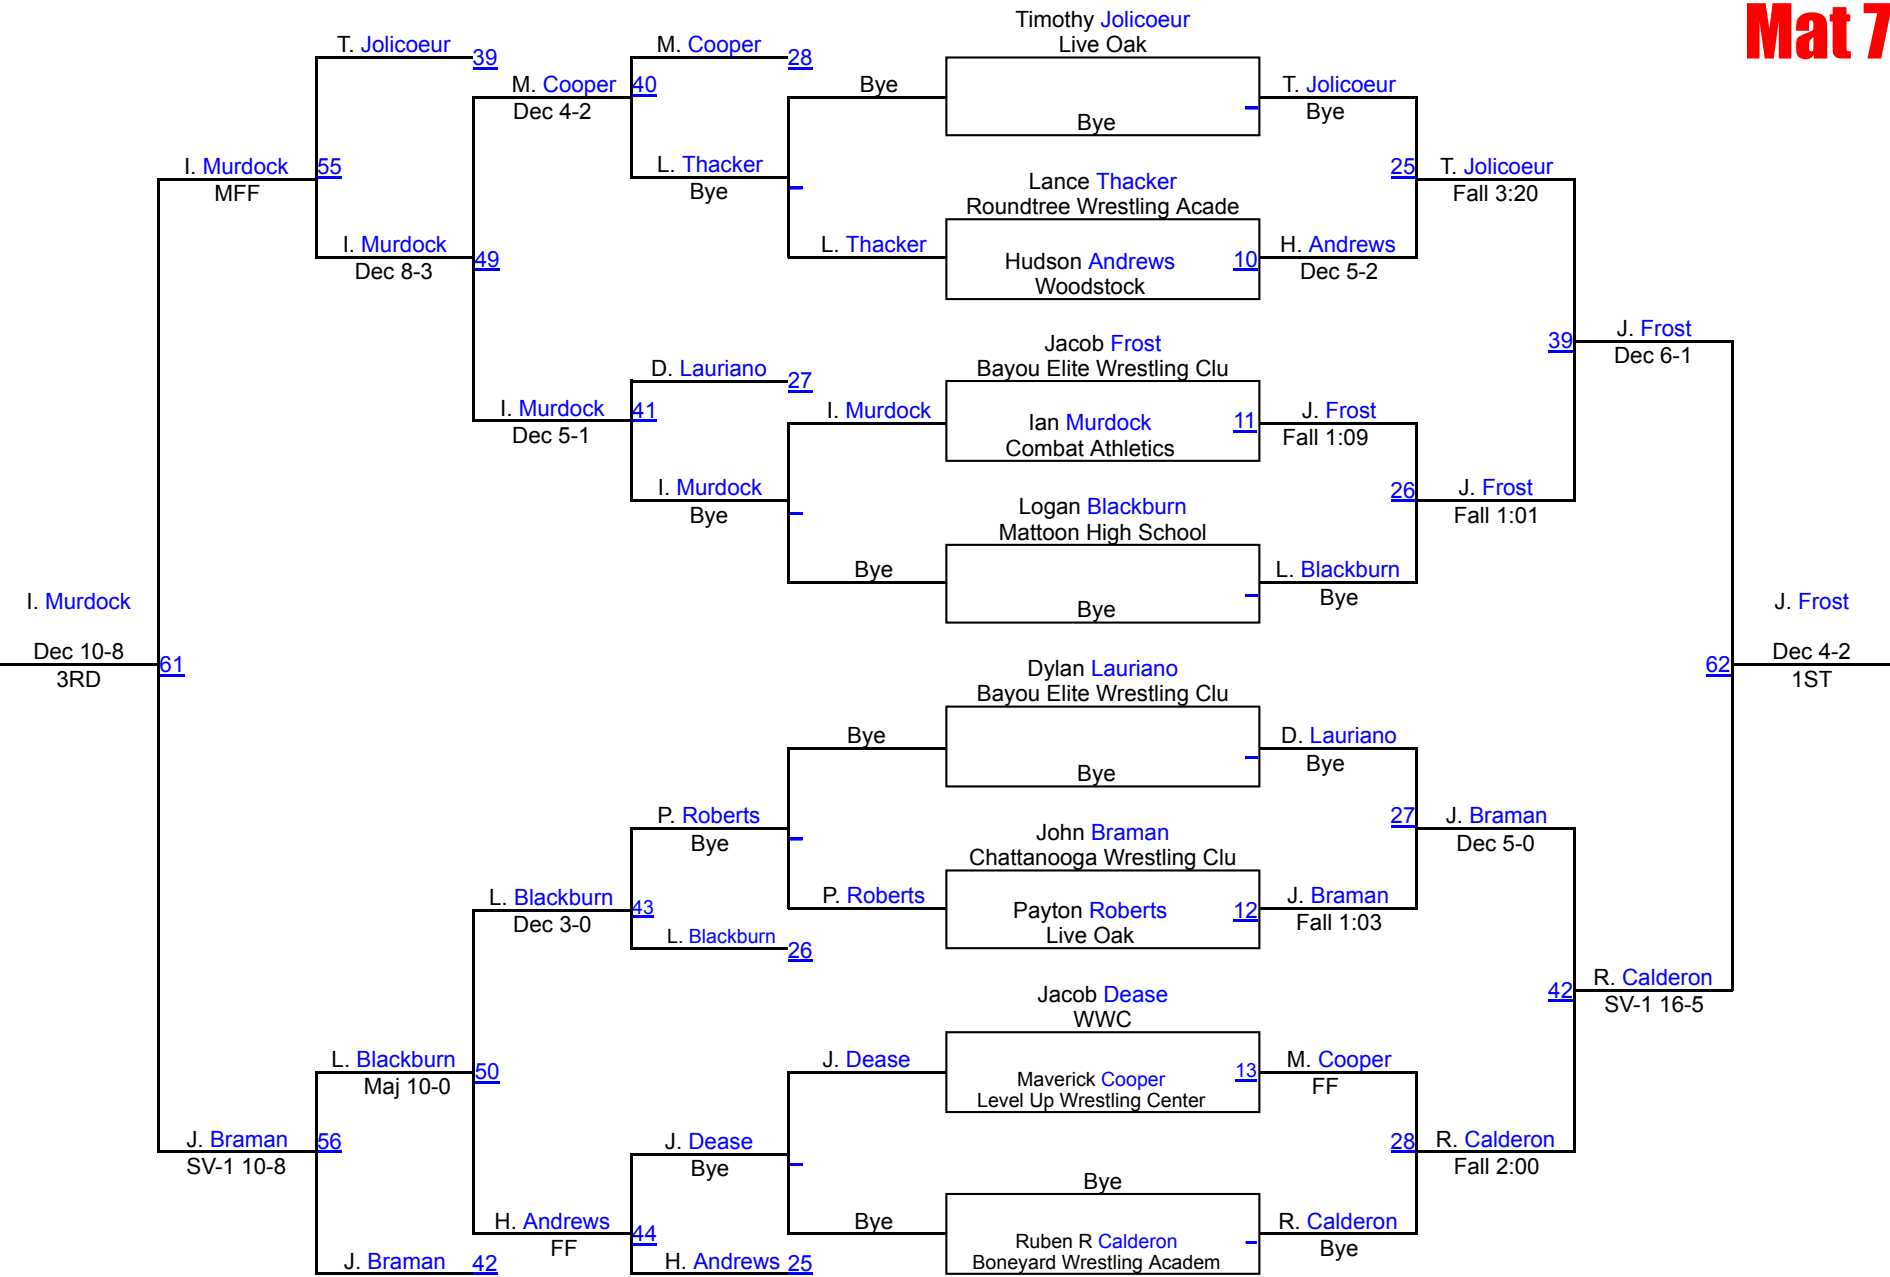 Mat 7
Timothy Jolicoeur
Live Oak
T. Jolicoeur
39
M. Cooper
28
M. Cooper
40
Dec 4-2
Bye
Bye
T. Jolicoeur
Bye
I. Murdock
55
MFF
L. Thacker
Bye
Lance Thacker
Roundtree Wrestling Acade
25
T. Jolicoeur
Fall 3:20
I. Murdock
49
Dec 8-3
L. Thacker
Hudson Andrews
10
Woodstock
H. Andrews
Dec 5-2
Jacob Frost
Bayou Elite Wrestling Clu
39
J. Frost
Dec 6-1
D. Lauriano
27
I. Murdock
41
Dec 5-1
I. Murdock
Ian Murdock
11
Combat Athletics
J. Frost
Fall 1:09
I. Murdock
Bye
Logan Blackburn
Mattoon High School
26
J. Frost
Fall 1:01
Bye
Bye
L. Blackburn
Bye
I. Murdock
Dec 10-8
61
3RD
J. Frost
62
Dec 4-2
1ST
Dylan Lauriano
Bayou Elite Wrestling Clu
Bye
Bye
D. Lauriano
Bye
P. Roberts
Bye
John Braman
Chattanooga Wrestling Clu
27
J. Braman
Dec 5-0
L. Blackburn
43
Dec 3-0
P. Roberts
Payton Roberts
12
Live Oak
J. Braman
Fall 1:03
L. Blackburn
26
Jacob Dease
WWC
42
R. Calderon
SV-1 16-5
L. Blackburn
50
Maj 10-0
J. Dease
Maverick Cooper
13
Level Up Wrestling Center
M. Cooper
FF
J. Braman
56
SV-1 10-8
J. Dease
Bye
28
R. Calderon
Fall 2:00
Bye
H. Andrews
44
FF
Bye
Ruben R Calderon
Boneyard Wrestling Academ
R. Calderon
Bye
J. Braman
42
H. Andrews
25